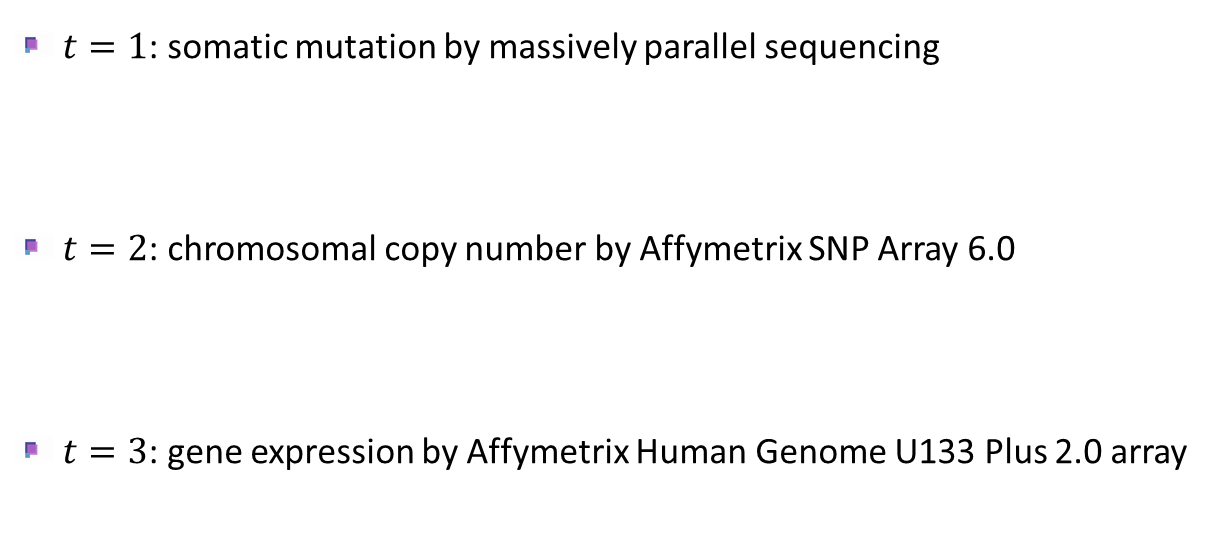 t = 1: somatic mutation by massively parallel sequencing
t = 2: chromosomal copy number by Affymetrix SNP Array 6.0
t = 3: gene expression by Affymetrix Human Genome U133 Plus 2.0 array